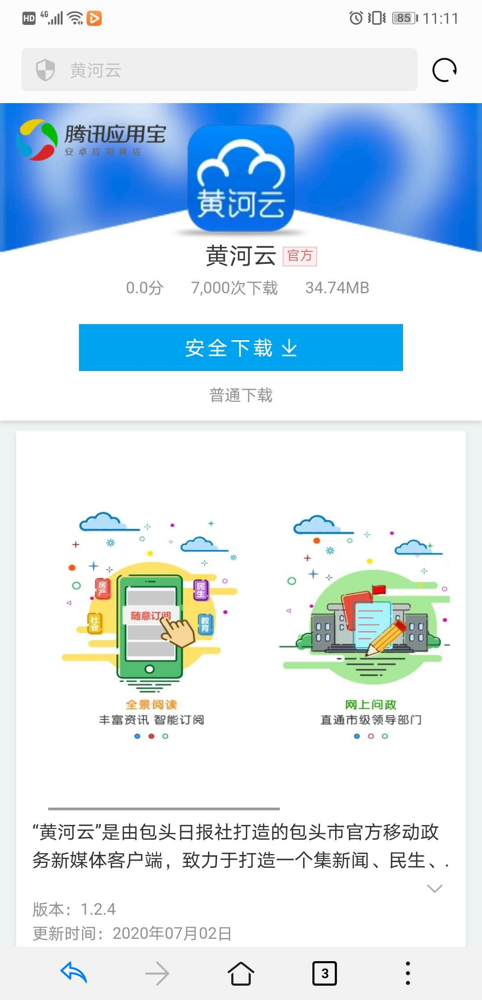 HD 4G 85 11:11
黄河云
腾讯应用宝
安卓应用商店
黄河云
黄河云 官方
0.0分 7,000次下载 34.74MB
安全下载
普通下载
房产
民生
社会
随意订阅
教育
全景阅读
丰富资讯 智能订阅
网上问政
直通市级领导部门
“黄河云”是由包头日报社打造的包头市官方移动政
务新媒体客户端，致力于打造一个集新闻、民生、.
版本：1.2.4
更新时间：2020年07月02日
3